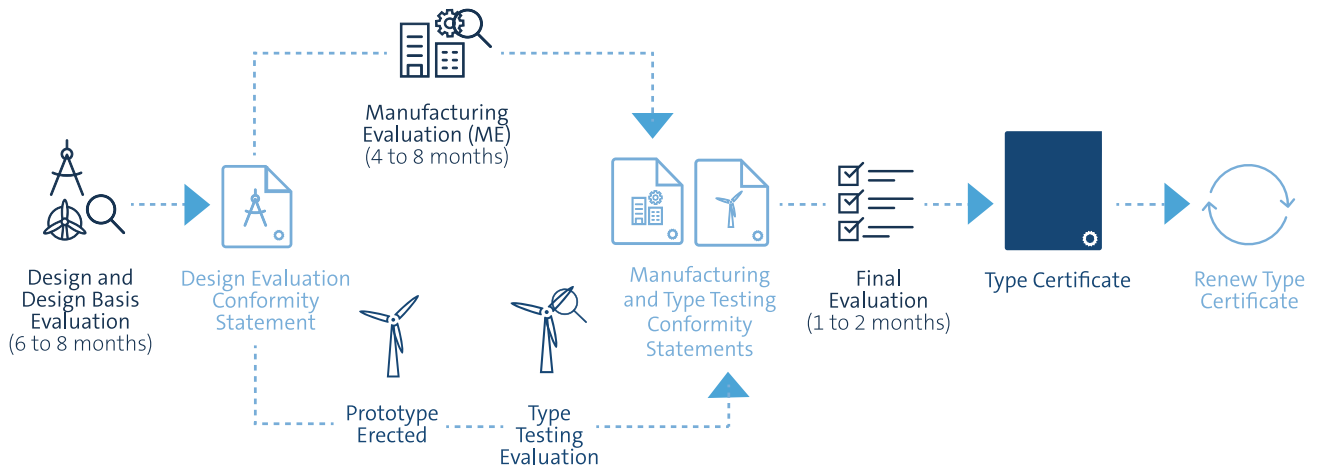 Manufacturing
Evaluation (ME)
(4 to 8 months)
Design and
Design Basis
Evaluation
(6 to 8 months)
Design Evaluation
Conformity
Statement
Prototype
Erected
Type
Testing
Evaluation
Manufacturing
and Type Testing
Conformity
Statements
Final
Evaluation
(1 to 2 months)
Type Certificate
Renew Type
Certificate